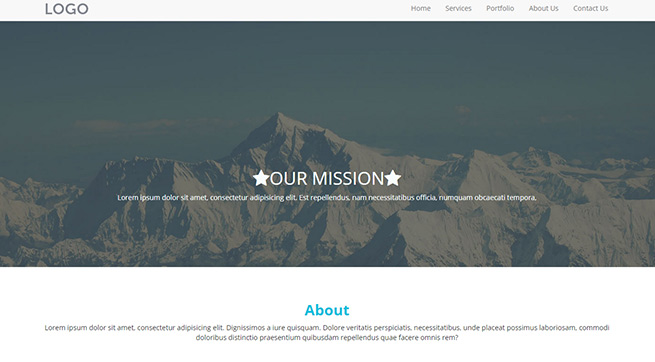 LOGO
Home Services Portfolio About Us Contact Us
OUR MISSION
Lorem ipsum dolor sit amet, consectetur adipisicing elit. Est repellendus, nam necessitatibus officia, numquam obcaecati tempora.
About
Lorem ipsum dolor sit amet, consectetur adipisicing elit. Dignissimos a iure quisquam. Dolore veritatis perspiciatis, necessitatibus, unde placeat possimus laboriosam, commodi
doloribus distinctio praesentium quibusdam repellendus quae facere omnis rem?